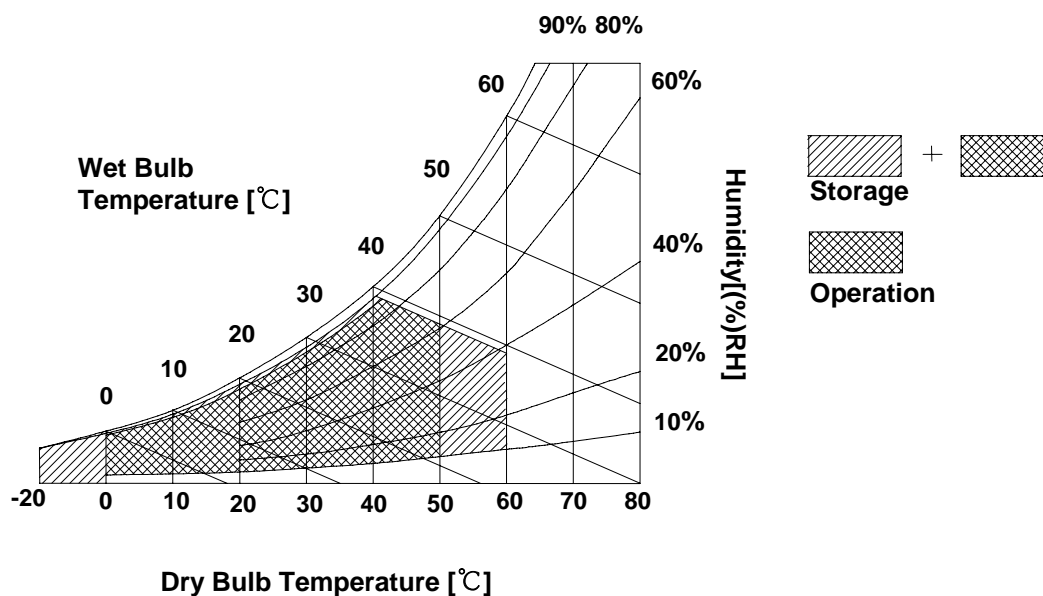 90% 80%
60
60%
Wet Bulb
Temperature [℃]
50
+
Storage
40
40%
Humidity[(%)RH]
30
Operation
20
20%
10
0
10%
-20 0 10 20 30 40 50 60 70 80
Dry Bulb Temperature [℃]